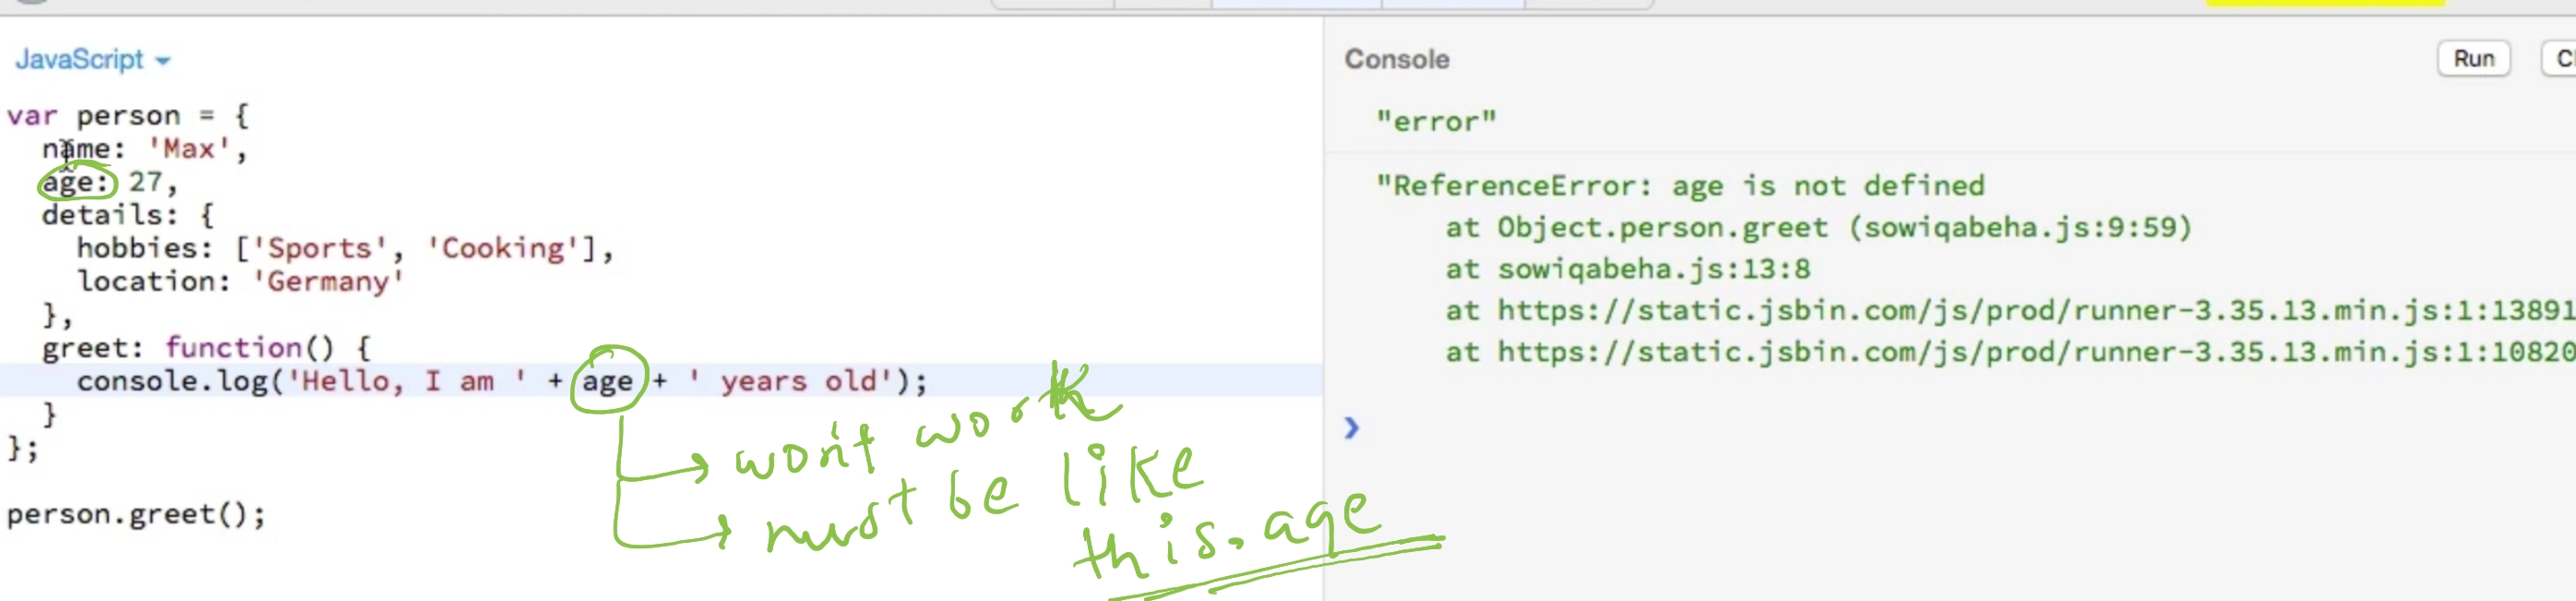 JavaScript
var person = {
name: 'Max',
age: 27,
details: {
hobbies: ['Sports', 'Cooking'],
location: 'Germany'
},
greet: function() {
console.log('Hello, I am ' + age + ' years old');
}
};
person.greet();
won't work
must be like
this.age
Console
Run
"error"
"ReferenceError: age is not defined
at Object.person.greet (sowiqabeha.js:9:59)
at sowiqabeha.js:13:8
at https://static.jsbin.com/js/prod/runner-3.35.13.min.js:1:13891
at https://static.jsbin.com/js/prod/runner-3.35.13.min.js:1:10820